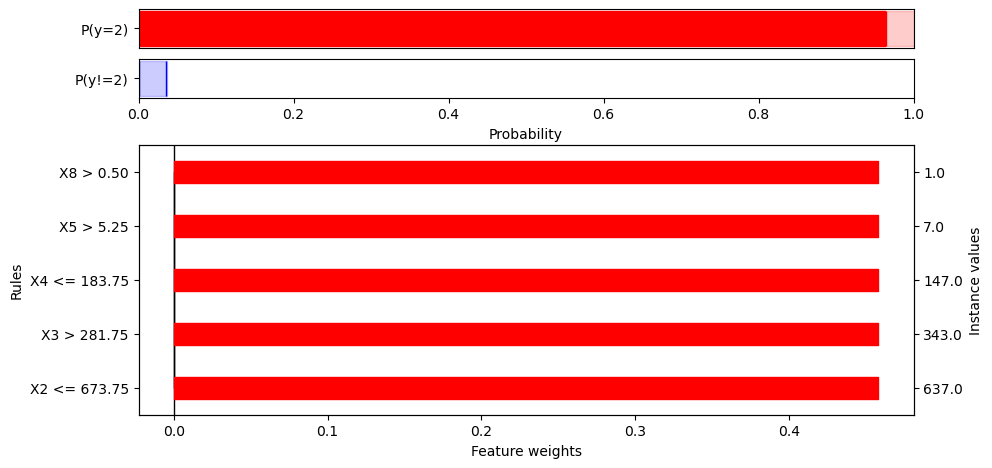 P(y=2)
P(y!=2)
0.0 0.2 0.4 0.6 0.8 1.0
Probability
X8 > 0.50 1.0
X5 > 5.25 7.0
X4 <= 183.75 147.0
X3 > 281.75 343.0
X2 <= 673.75 637.0
Rules
Instance values
0.0 0.1 0.2 0.3 0.4
Feature weights